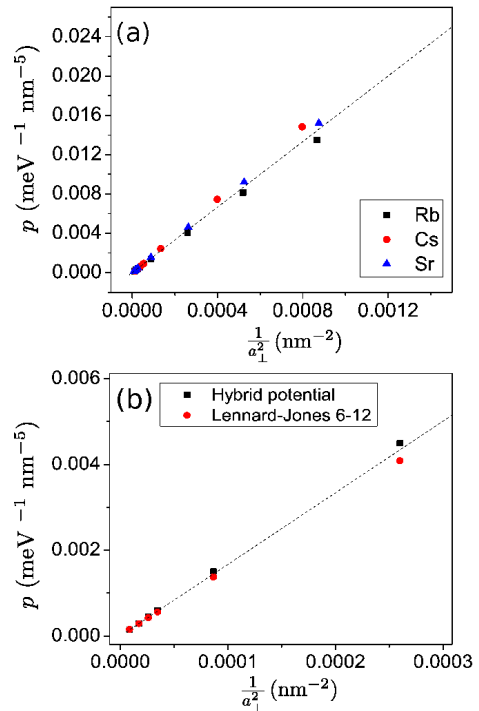 (a)
0.024
0.020
0.016
0.012
0.008
0.004
0.000
p (meV⁻¹ nm⁻⁵)
Rb
Cs
Sr
0.0000 0.0004 0.0008 0.0012
1/a²⊥ (nm⁻²)
(b)
Hybrid potential
Lennard-Jones 6-12
0.006
0.004
0.002
0.000
p (meV⁻¹ nm⁻⁵)
0.0000 0.0001 0.0002 0.0003
1/a²⊥ (nm⁻²)